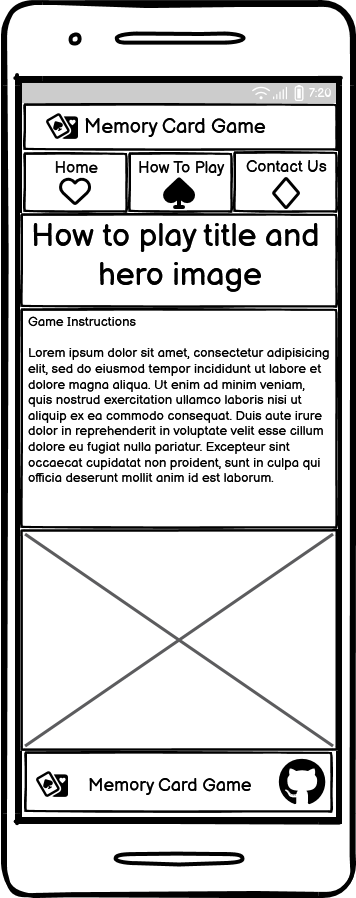 7:20
Memory Card Game
Home
How To Play
Contact Us
How to play title and
hero image
Game Instructions
Lorem ipsum dolor sit amet, consectetur adipisicing
elit, sed do eiusmod tempor incididunt ut labore et
dolore magna aliqua. Ut enim ad minim veniam,
quis nostrud exercitation ullamco laboris nisi ut
aliquip ex ea commodo consequat. Duis aute irure
dolor in reprehenderit in voluptate velit esse cillum
dolore eu fugiat nulla pariatur. Excepteur sint
occaecat cupidatat non proident, sunt in culpa qui
officia deserunt mollit anim id est laborum.
Memory Card Game